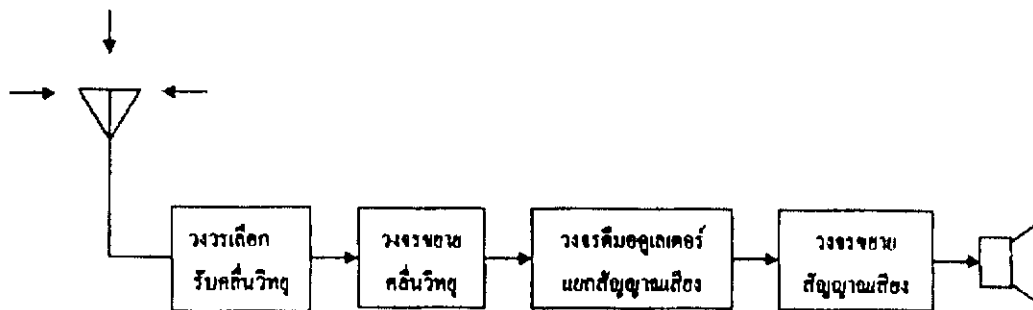 วงวรเลือก
รับคลื่นวิทยุ
วงจรขยาย
คลื่นวิทยุ
วงจรดีมอดูเลเตอร์
แยกสัญญาณเสียง
วงจรขยาย
สัญญาณเสียง